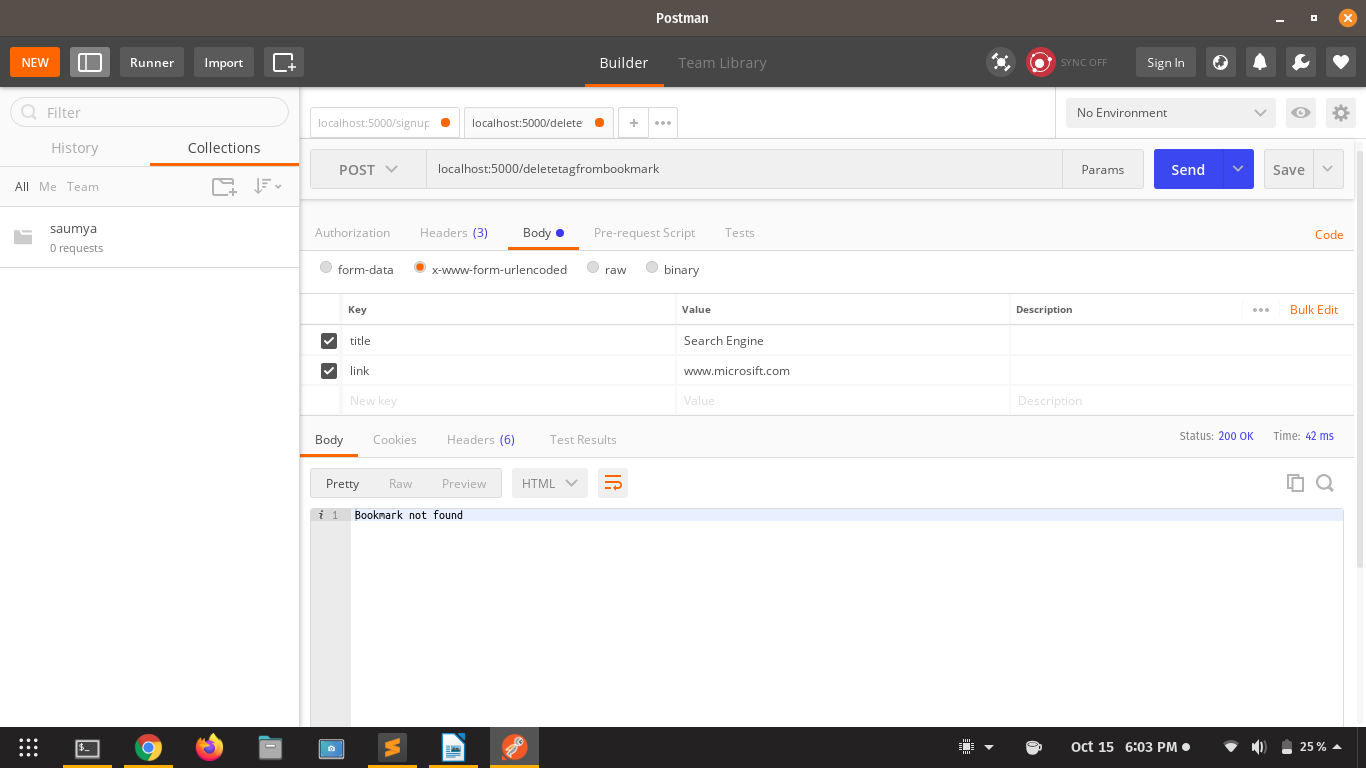 Postman
NEW
Runner
Import
Builder
Team Library
SYNC OFF
Sign In
Filter
History
Collections
All Me Team
saumya
0 requests
localhost:5000/signup
localhost:5000/delete
No Environment
POST
localhost:5000/deletetagfrombookmark
Params
Send
Save
Authorization
Headers (3)
Body
Pre-request Script
Tests
Code
form-data
x-www-form-urlencoded
raw
binary
Key
Value
Description
Bulk Edit
title
Search Engine
link
www.microsift.com
New key
Value
Description
Body
Cookies
Headers (6)
Test Results
Status: 200 OK
Time: 42 ms
Pretty
Raw
Preview
HTML
i 1
Bookmark not found
$_
Oct 15 6:03 PM
25 %